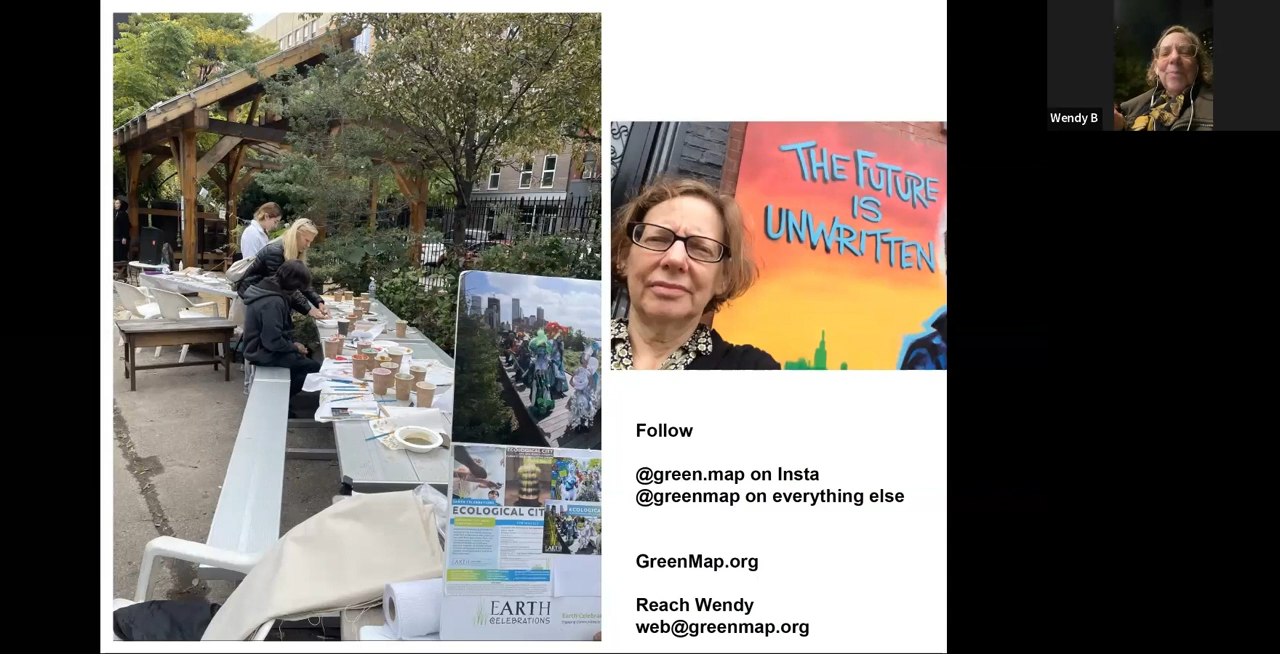 THE FUTURE
IS
UNWRITTEN
Wendy B
Follow
@green.map on Insta
@greenmap on everything else
GreenMap.org
Reach Wendy
web@greenmap.org
ECOLOGICAL CIT
EARTH
CELEBRATIONS